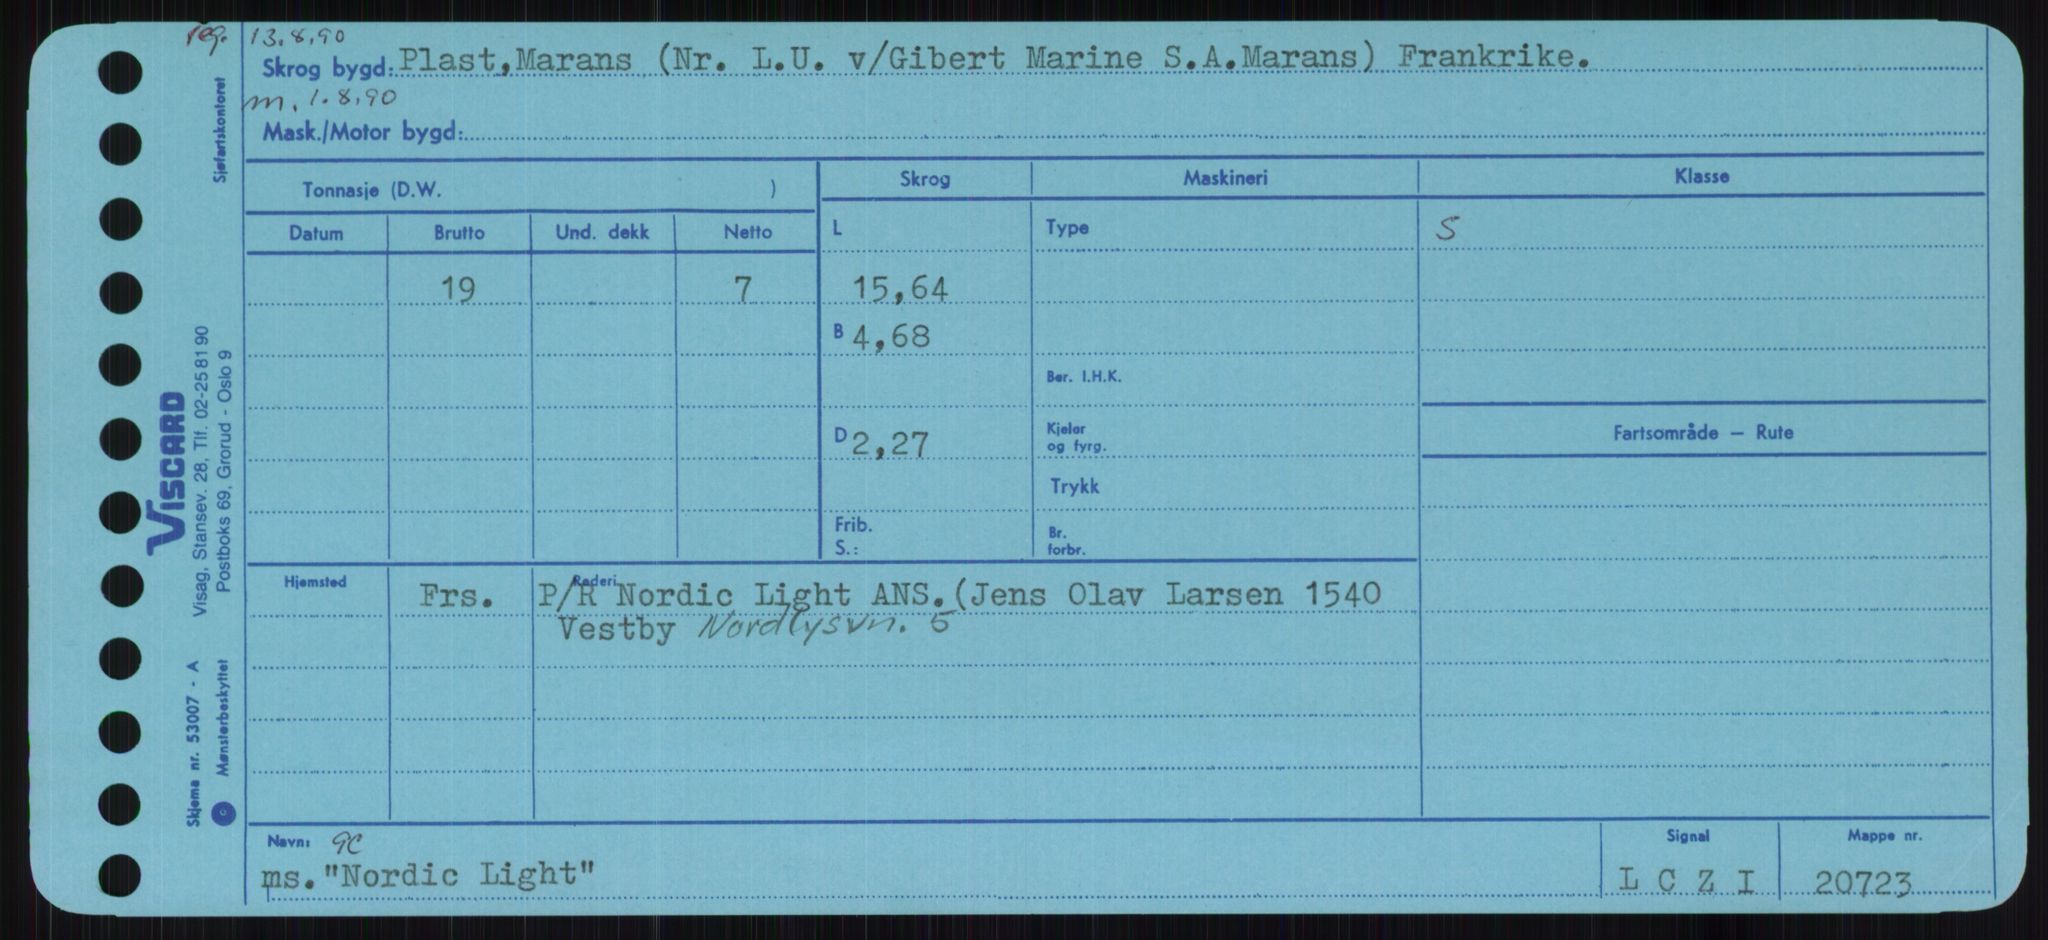 reg. 13.8.90
Skrog bygd: Plast, Marans (Nr. L.U. v/Gibert Marine S.A.Marans) Frankrike.
m. 1.8.90
Mask./Motor bygd:
Sjøfartskontoret
VISCARD
Visag, Stansev. 28, Tlf. 02-25 81 90
Postboks 69, Grorud - Oslo 9
Skjema nr. 53007 - A
Mønsterbeskyttet
Tonnasje (D.W. )
Skrog Maskineri Klasse
Datum Brutto Und. dekk Netto
L Type S
19 7 15,64
B 4,68
Ber. I.H.K.
D 2,27
Kjeler
og fyrg.
Fartsområde — Rute
Trykk
Frib.
S.:
Br.
forbr.
Hjemsted Rederi
Frs. P/R Nordic Light ANS. (Jens Olav Larsen 1540
Vestby Nordlysvn. 5
Navn: gc
ms. "Nordic Light"
Signal
L C Z I
Mappe nr.
20723